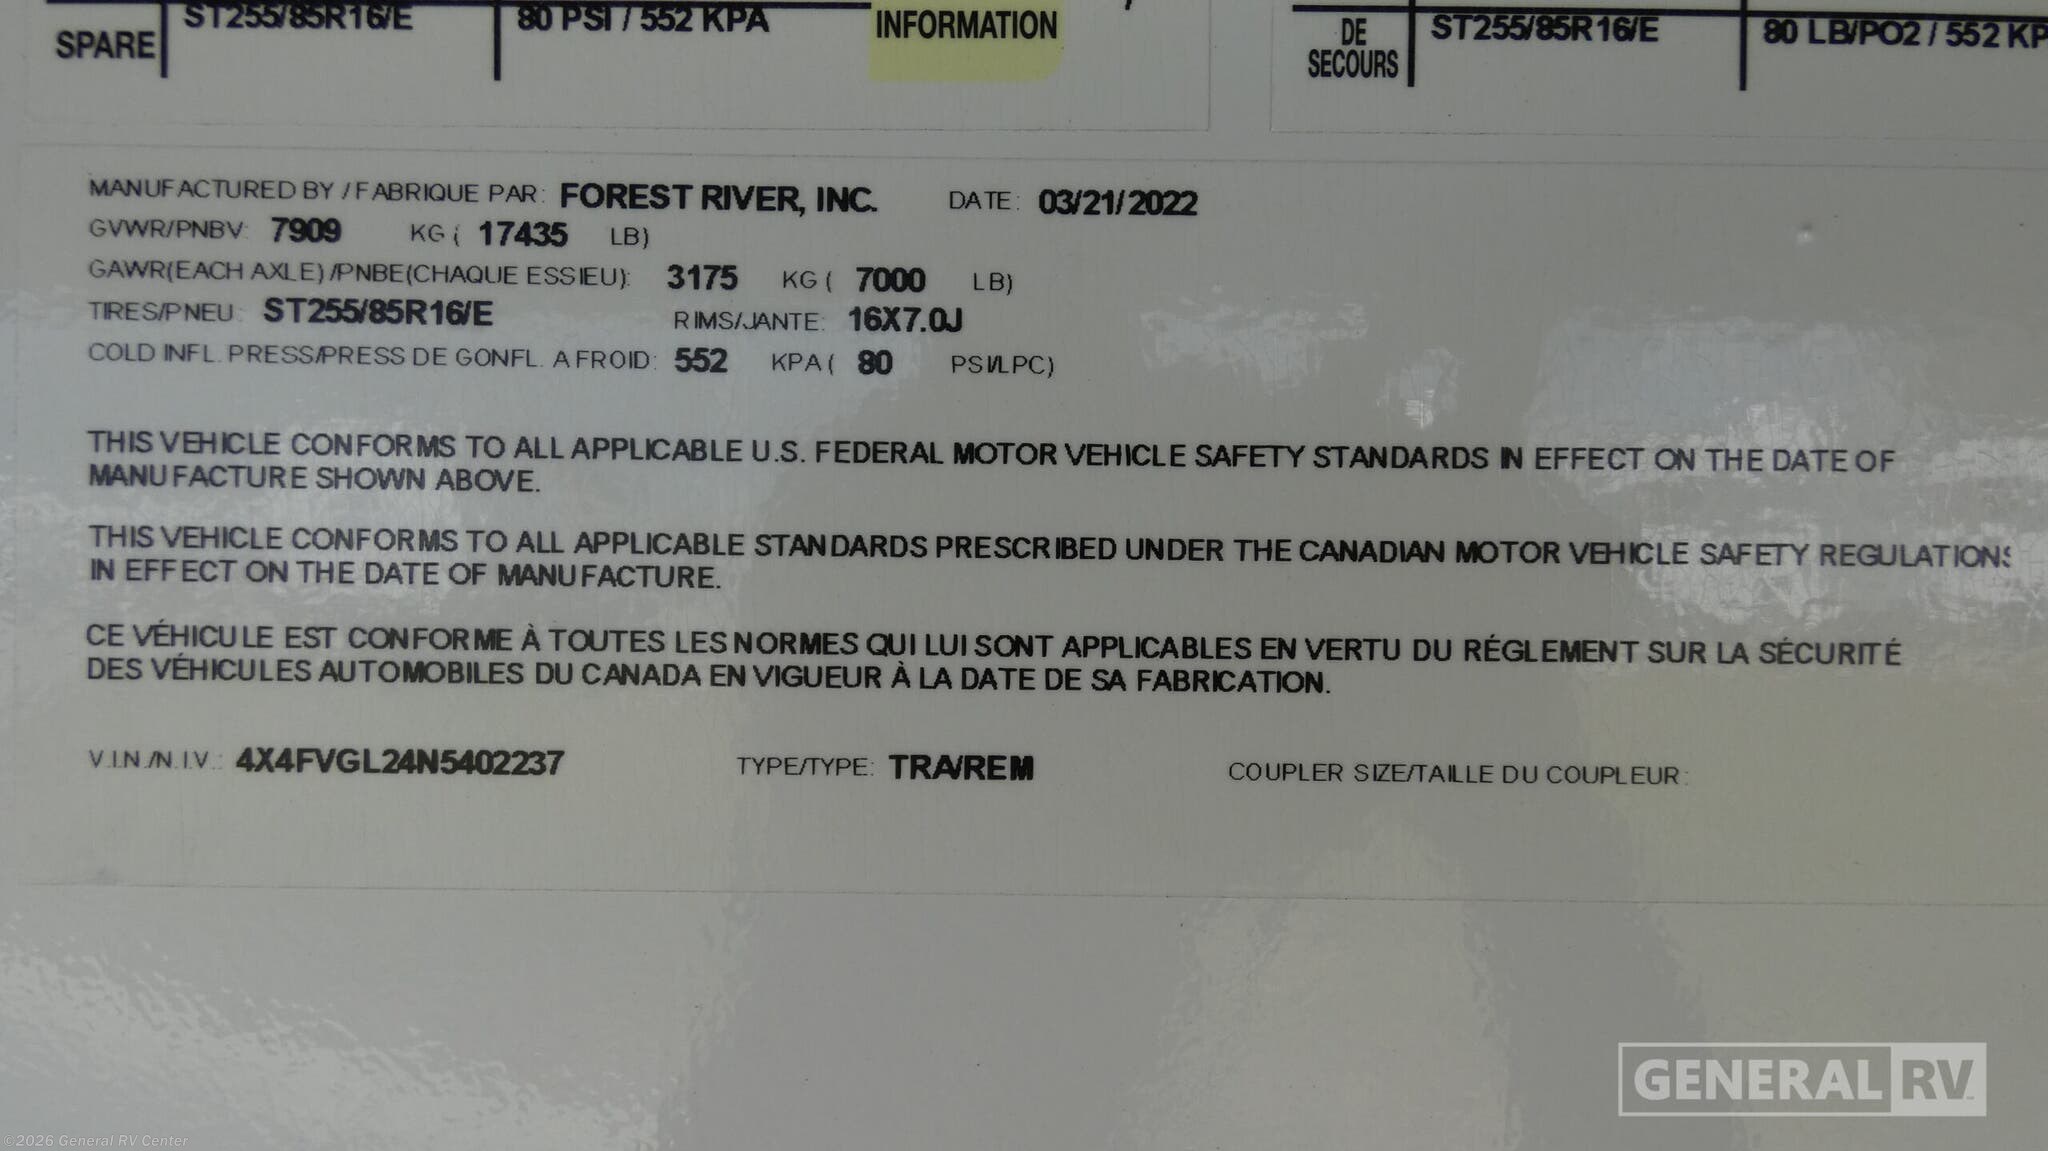 SPARE ST255/85R16/E 80 PSI / 552 KPA INFORMATION
DE SECOURS ST255/85R16/E 80 LB/PO2 / 552 KP
MANUFACTURED BY / FABRIQUE PAR: FOREST RIVER, INC. DATE: 03/21/2022
GVWR/PNBV: 7909 KG ( 17435 LB)
GAWR(EACH AXLE) /PNBE(CHAQUE ESSIEU): 3175 KG ( 7000 LB)
TIRES/PNEU: ST255/85R16/E RIMS/JANTE: 16X7.0J
COLD INFL. PRESS/PRESS DE GONFL. A FROID: 552 KPA ( 80 PSI/LPC)
THIS VEHICLE CONFORMS TO ALL APPLICABLE U.S. FEDERAL MOTOR VEHICLE SAFETY STANDARDS IN EFFECT ON THE DATE OF
MANUFACTURE SHOWN ABOVE.
THIS VEHICLE CONFORMS TO ALL APPLICABLE STANDARDS PRESCRIBED UNDER THE CANADIAN MOTOR VEHICLE SAFETY REGULATIONS
IN EFFECT ON THE DATE OF MANUFACTURE.
CE VÉHICULE EST CONFORME À TOUTES LES NORMES QUI LUI SONT APPLICABLES EN VERTU DU RÉGLEMENT SUR LA SÉCURITÉ
DES VÉHICULES AUTOMOBILES DU CANADA EN VIGUEUR À LA DATE DE SA FABRICATION.
V.I.N./N.I.V.: 4X4FVGL24N5402237 TYPE/TYPE: TRA/REM COUPLER SIZE/TAILLE DU COUPLEUR:
GENERAL RV
©2026 General RV Center